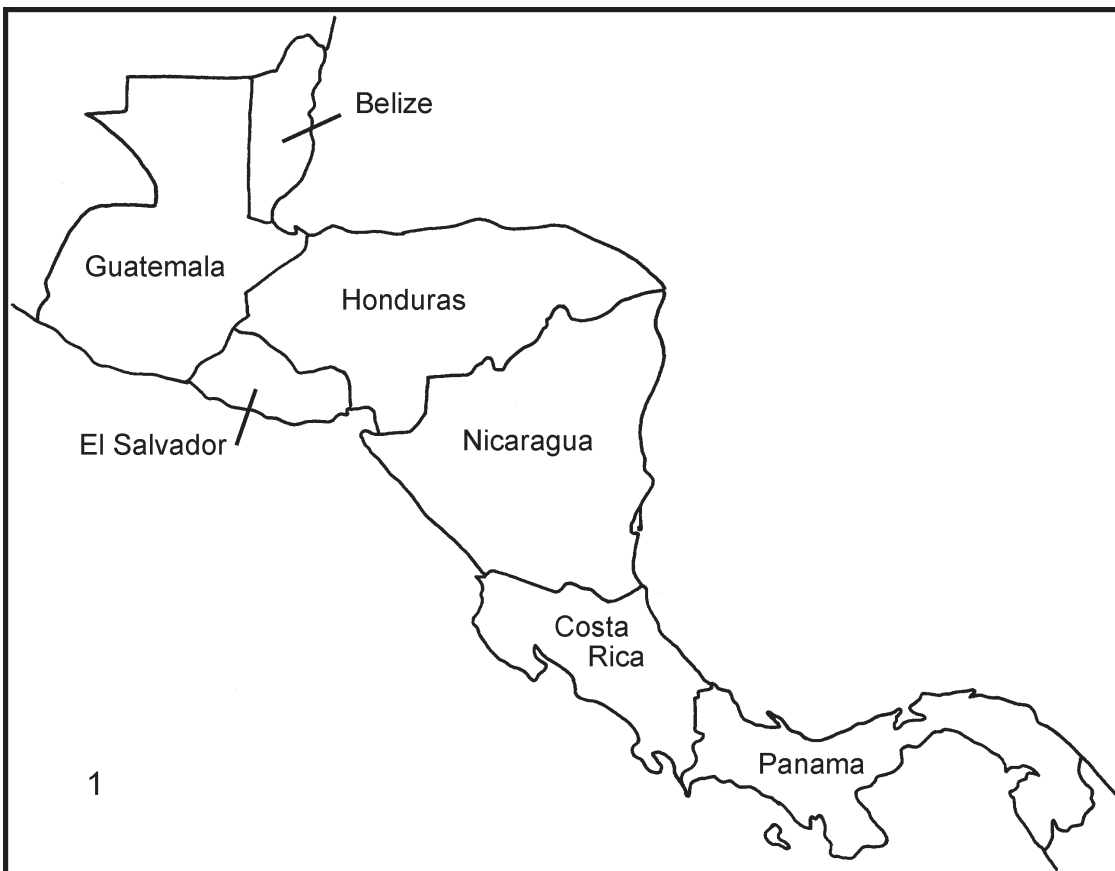 Belize
Guatemala
Honduras
El Salvador
Nicaragua
Costa
Rica
Panama
1